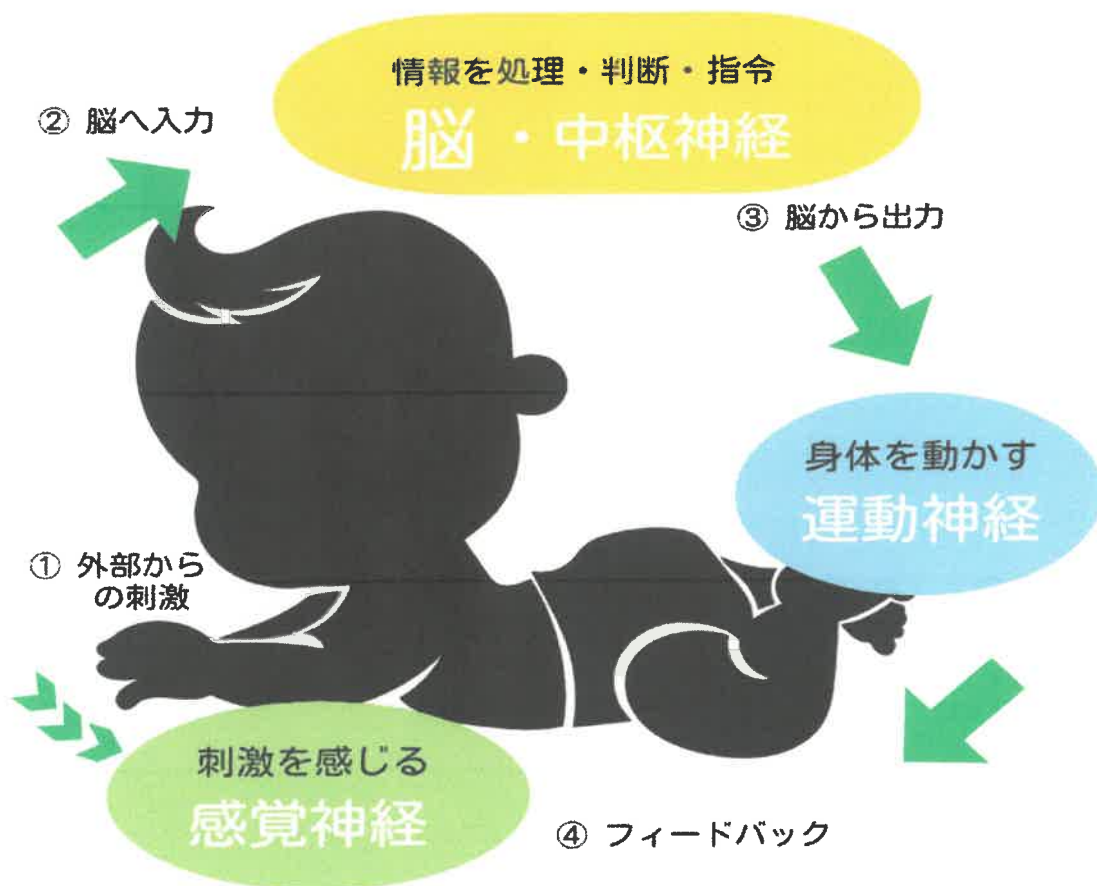 情報を処理・判断・指令
脳・中枢神経
② 脳へ入力
③ 脳から出力
身体を動かす
運動神経
① 外部から
の刺激
刺激を感じる
感覚神経
④ フィードバック